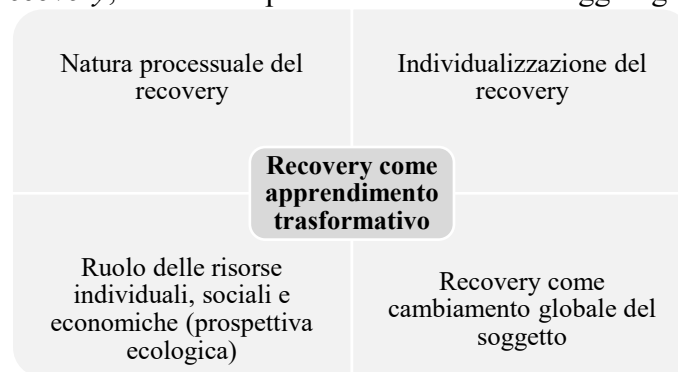 Natura processuale del
recovery
Individualizzazione del
recovery
Recovery come
apprendimento
trasformativo
Ruolo delle risorse
individuali, sociali e
economiche (prospettiva
ecologica)
Recovery come
cambiamento globale del
soggetto